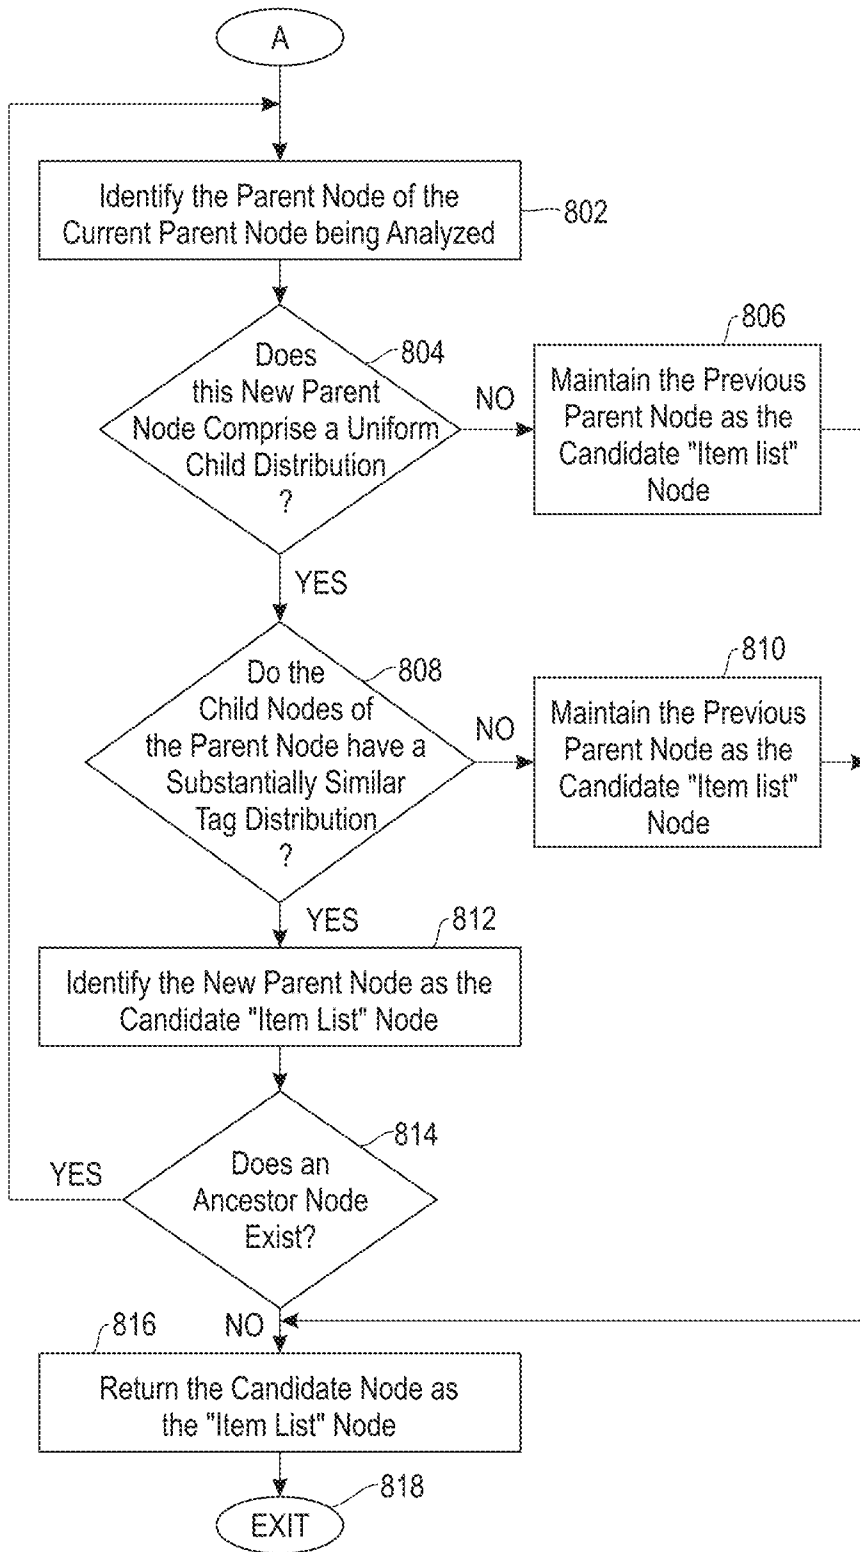 A
Identify the Parent Node of the
Current Parent Node being Analyzed
802
Does
this New Parent
Node Comprise a Uniform
Child Distribution
?
804
NO
806
Maintain the Previous
Parent Node as the
Candidate "Item list"
Node
YES
Do the
Child Nodes of
the Parent Node have a
Substantially Similar
Tag Distribution
?
808
NO
810
Maintain the Previous
Parent Node as the
Candidate "Item list"
Node
YES
812
Identify the New Parent Node as the
Candidate "Item List" Node
814
YES
Does an
Ancestor Node
Exist?
NO
816
Return the Candidate Node as
the "Item List" Node
818
EXIT